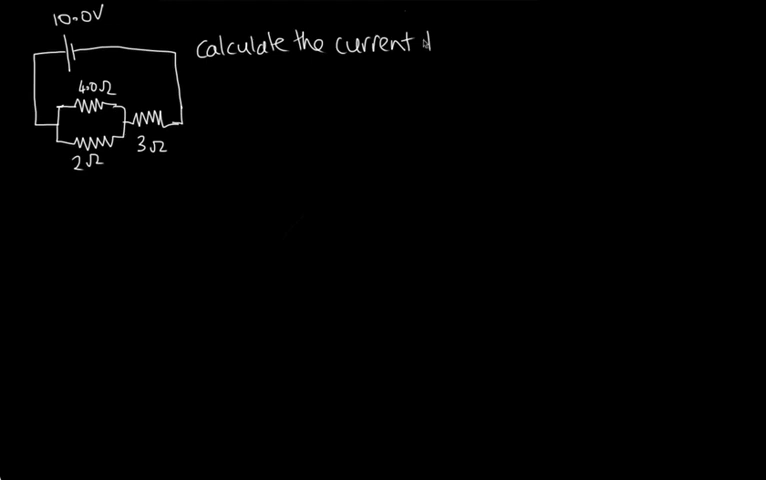 10.0V
calculate the current
4.0Ω
3Ω
2Ω